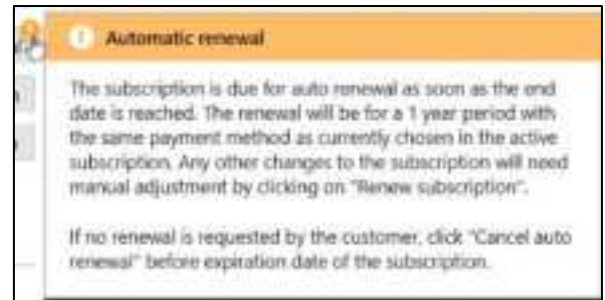 Automatic renewal
The subscription is due for auto renewal as soon as the end
date is reached. The renewal will be for a 1 year period with
the same payment method as currently chosen in the active
subscription. Any other changes to the subscription will need
manual adjustment by clicking on "Renew subscription".
If no renewal is requested by the customer, click "Cancel auto
renewal" before expiration date of the subscription.